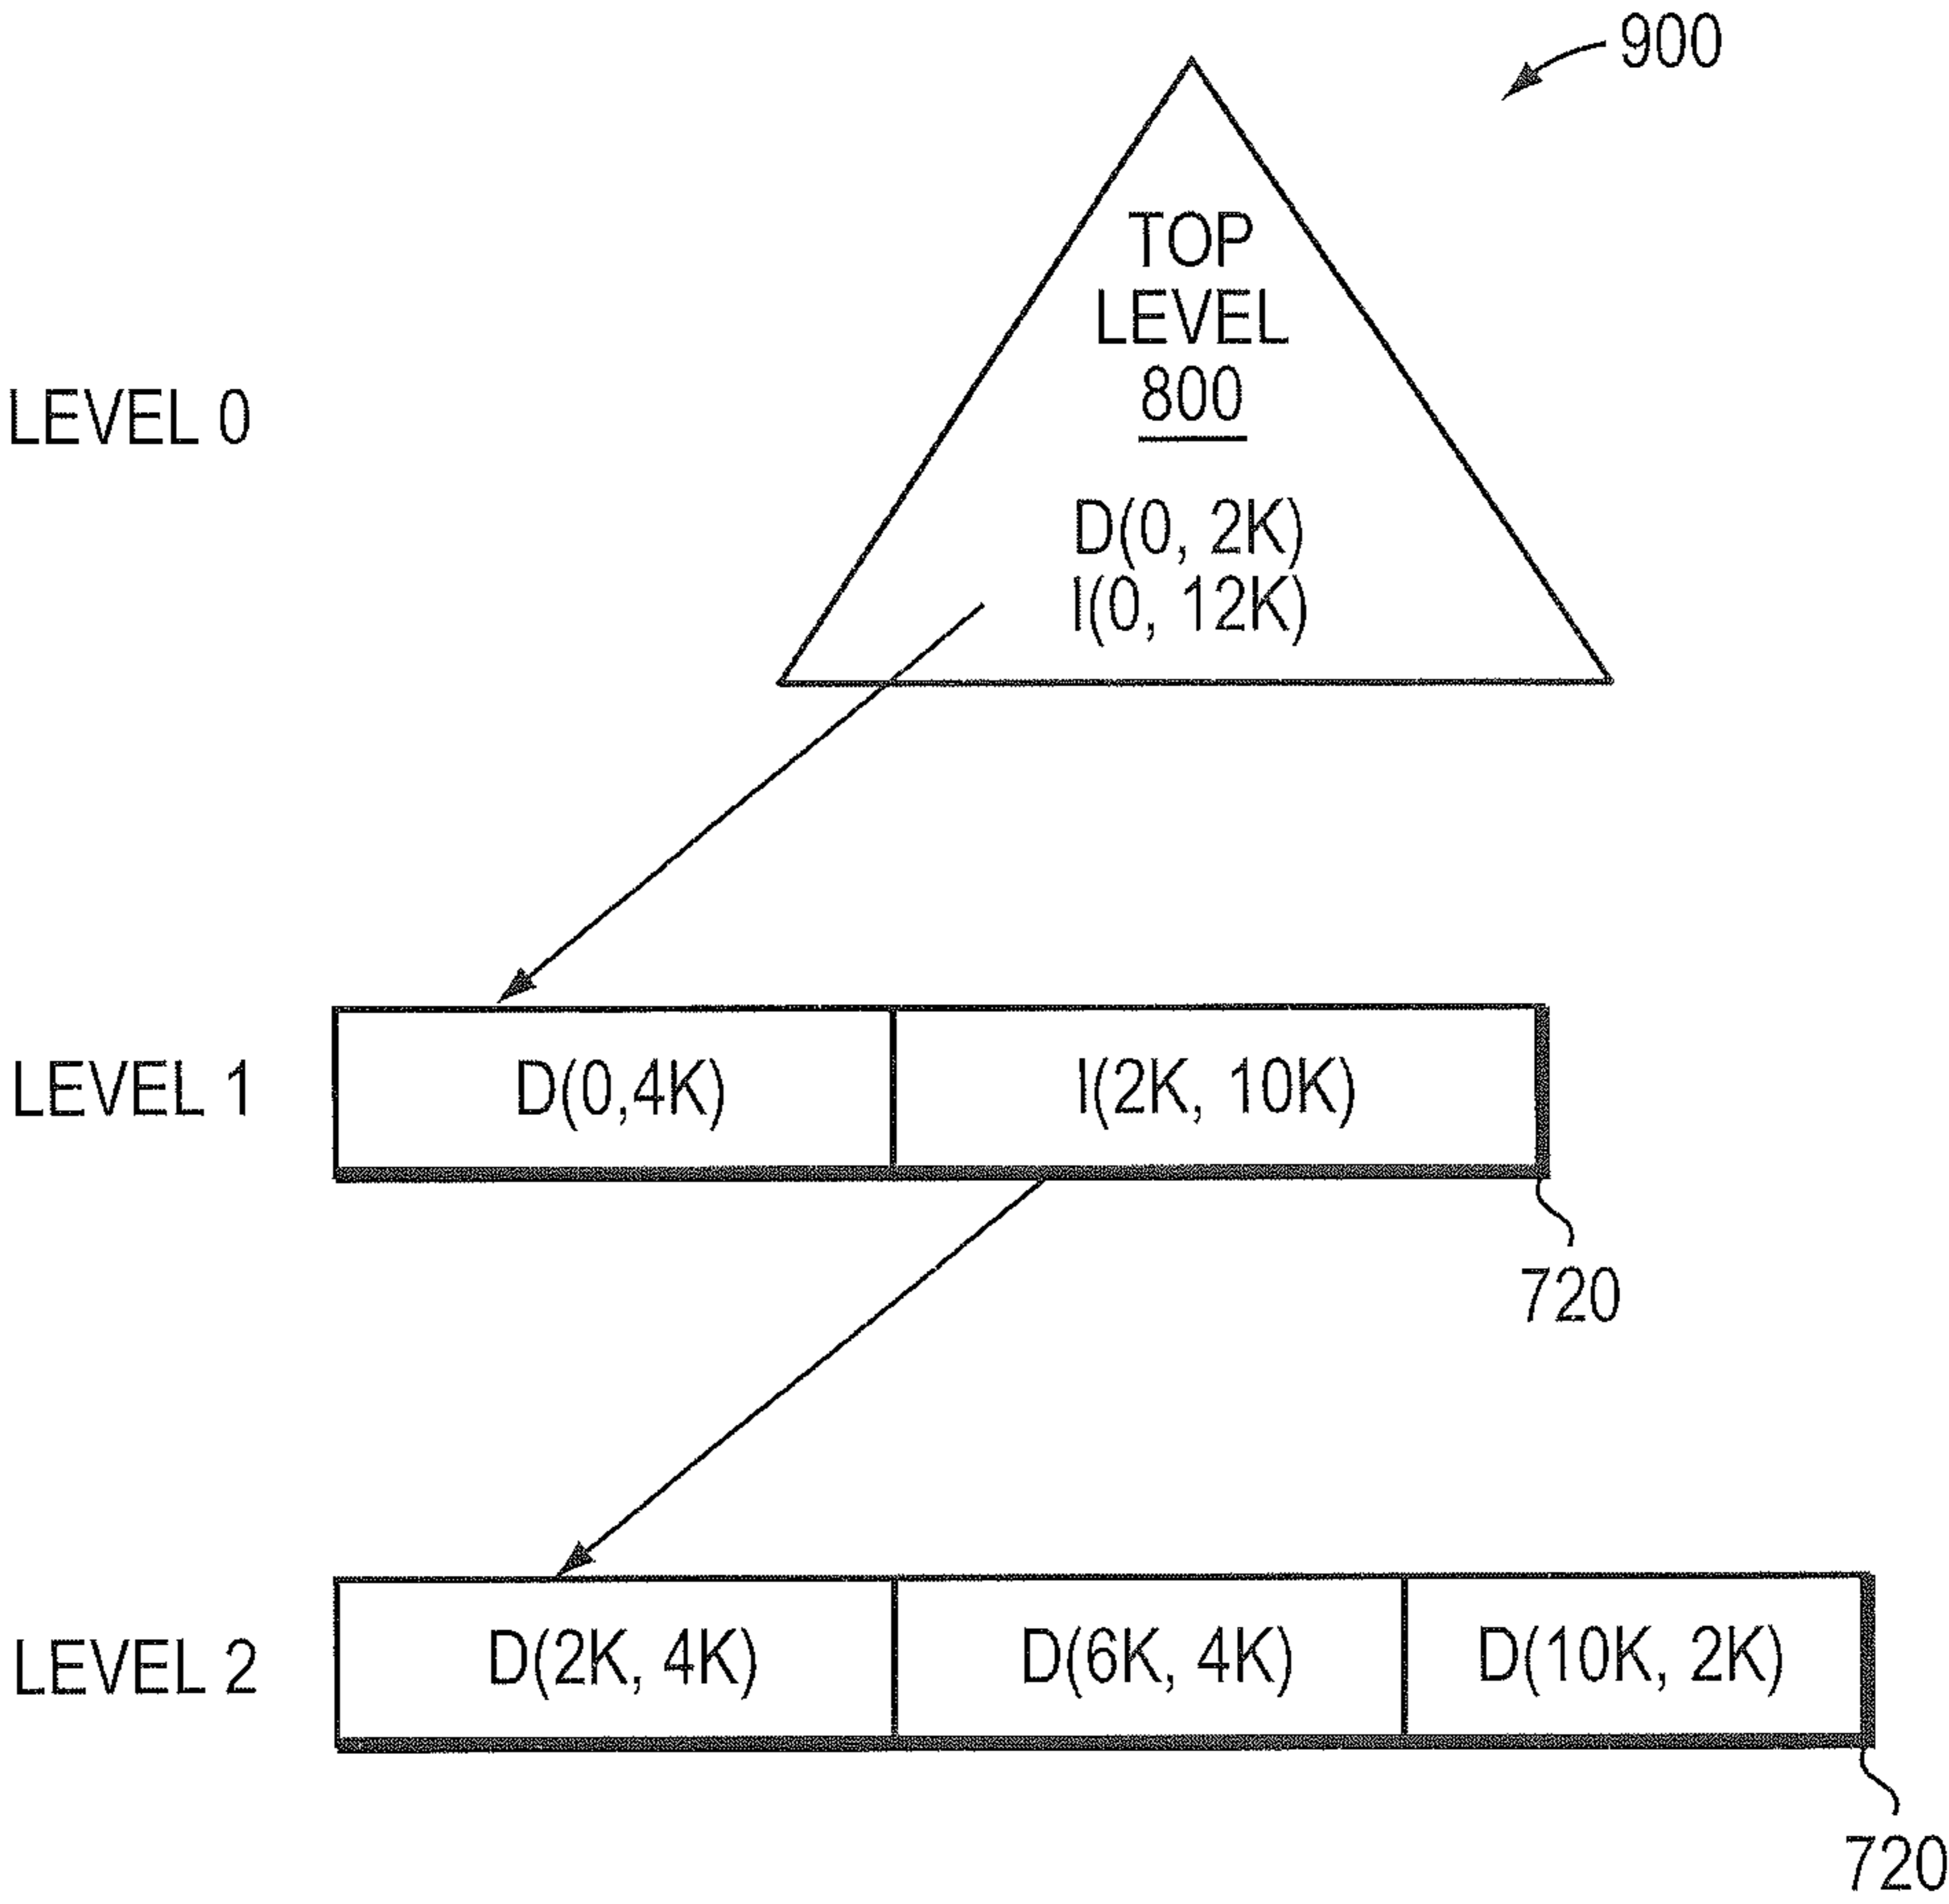 900
TOP
LEVEL
800
LEVEL 0
D(0, 2K)
I(0, 12K)
LEVEL 1
D(0,4K)
I(2K, 10K)
720
LEVEL 2
D(2K, 4K)
D(6K, 4K)
D(10K, 2K)
720